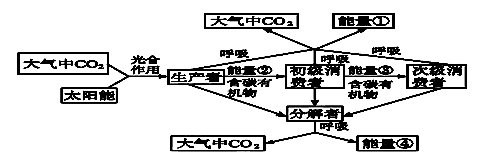 大气中CO₂ 能量①
呼吸 呼吸
大气中CO₂ 光合 能量② 初级消 能量③ 次级消
作用 生产者 含碳有 费者 含碳有 费者
太阳能 机物 机物
分解者
呼吸
大气中CO₂ 能量④